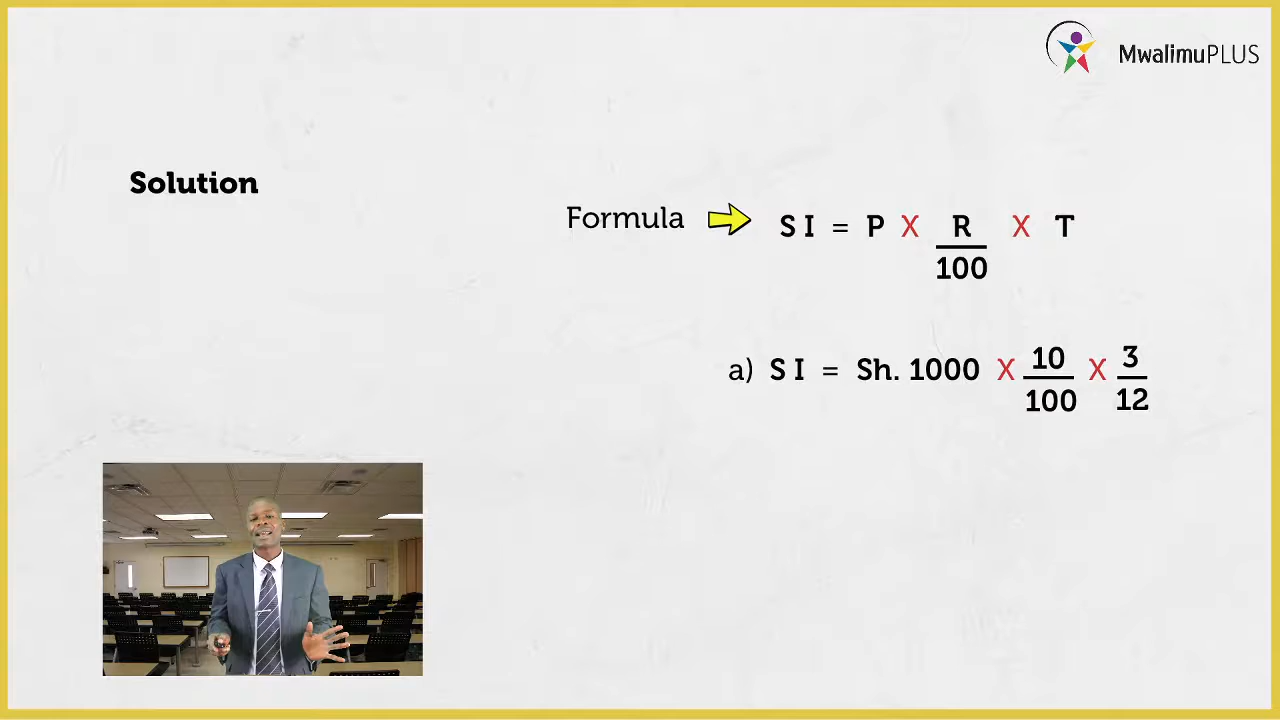 MwalimuPLUS
Solution
Formula S I = P X R/100 X T
a) S I = Sh. 1000 X 10/100 X 3/12